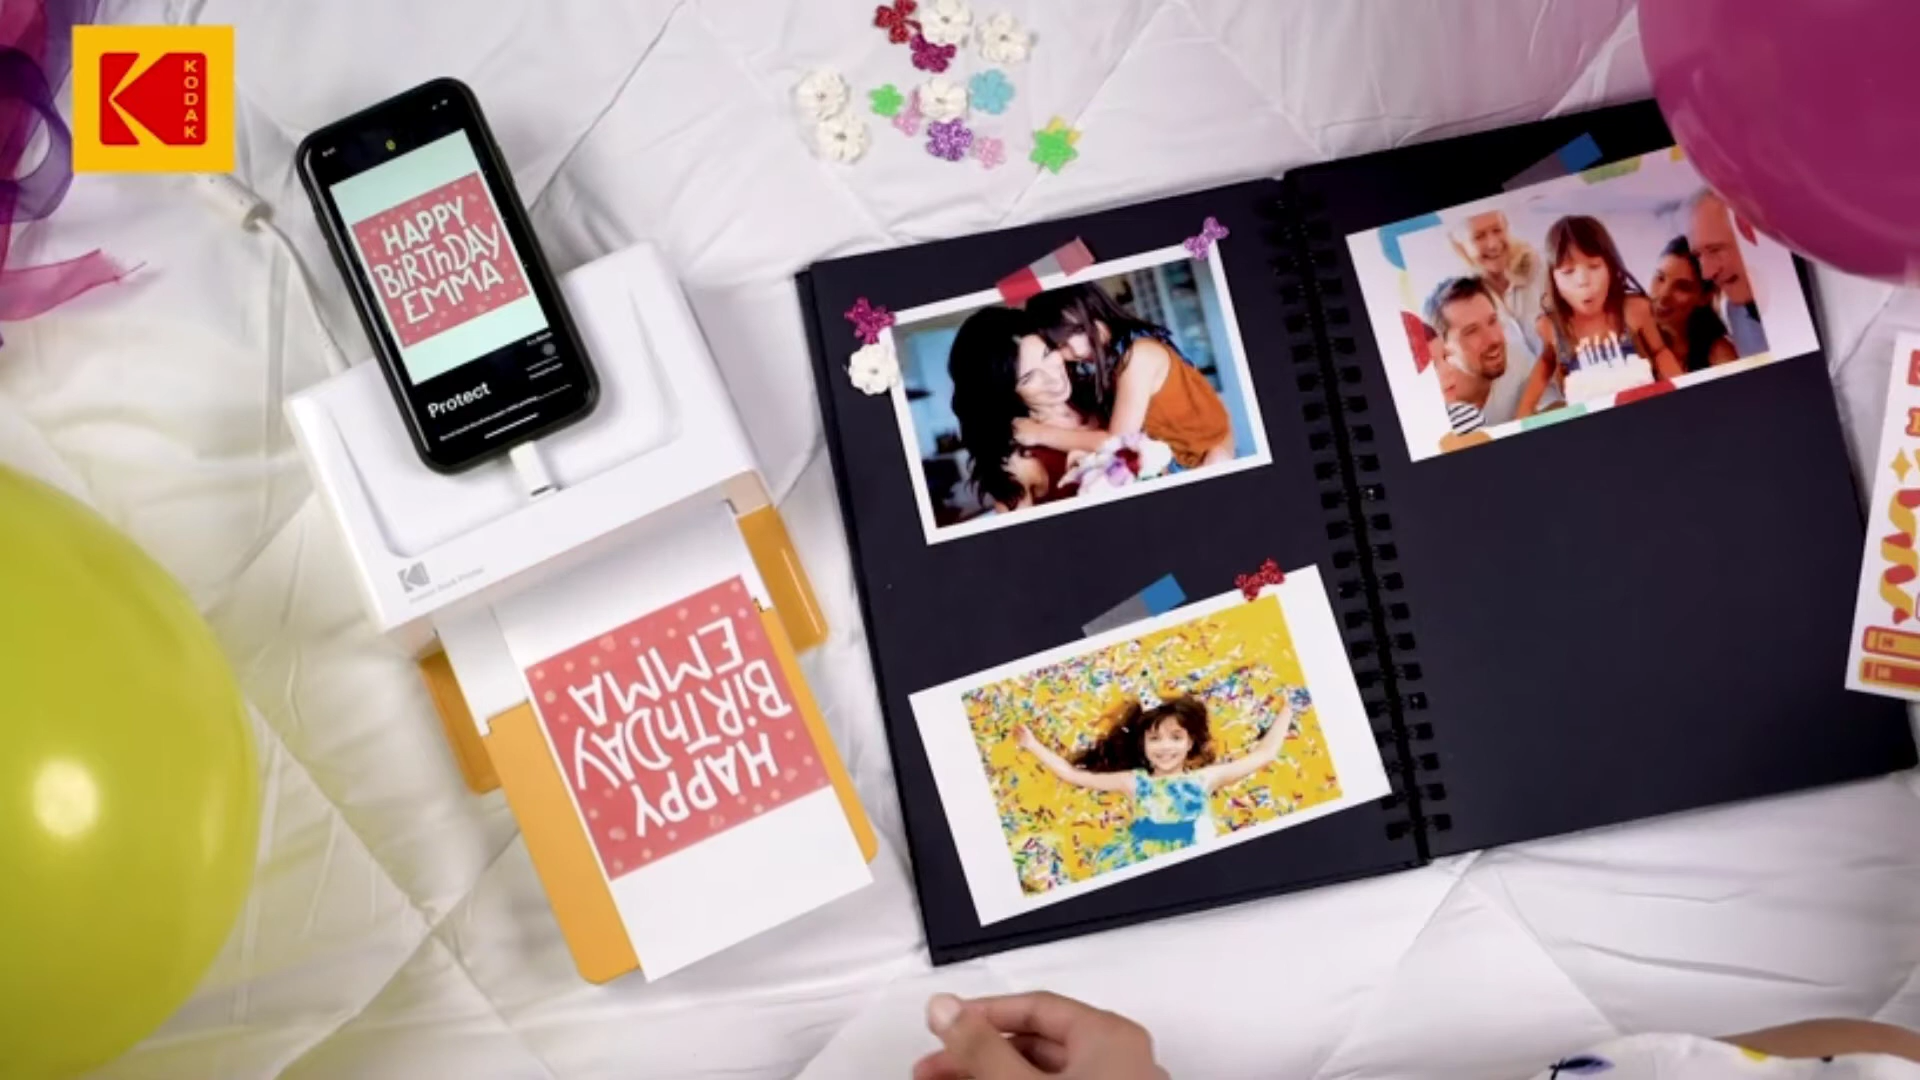 KODAK
HAPPY
BiRThDAY
EMMA
Protect
HAPPY
BiRThDAY
EMMA